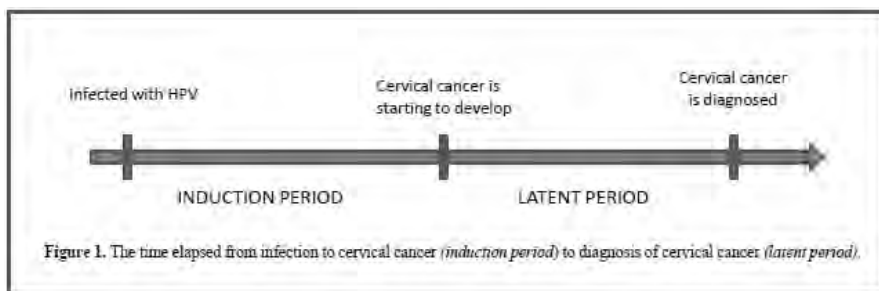 Infected with HPV
Cervical cancer is
starting to develop
Cervical cancer
is diagnosed
INDUCTION PERIOD
LATENT PERIOD
Figure 1. The time elapsed from infection to cervical cancer (induction period) to diagnosis of cervical cancer (latent period).